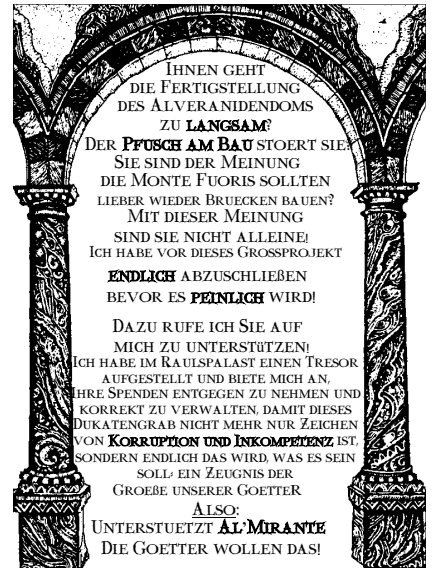 Ihnen geht
die Fertigstellung
des Alveranidendoms
zu langsam?
Der Pfusch am Bau stoert sie?
Sie sind der Meinung
die Monte Fuoris sollten
lieber wieder Bruecken bauen?
Mit dieser Meinung
sind sie nicht alleine!
Ich habe vor dieses Grossprojekt
endlich abzuschließen
bevor es peinlich wird!
Dazu rufe ich Sie auf
mich zu unterstützen!
Ich habe im Raulspalast einen Tresor
aufgestellt und biete mich an,
Ihre Spenden entgegen zu nehmen und
korrekt zu verwalten, damit dieses
Dukatengrab nicht mehr nur Zeichen
von Korruption und Inkompetenz ist,
sondern endlich das wird, was es sein
soll: ein Zeugnis der
Groeße unserer GoetteR
Also:
Unterstuetzt Al'Mirante
Die Goetter wollen das!